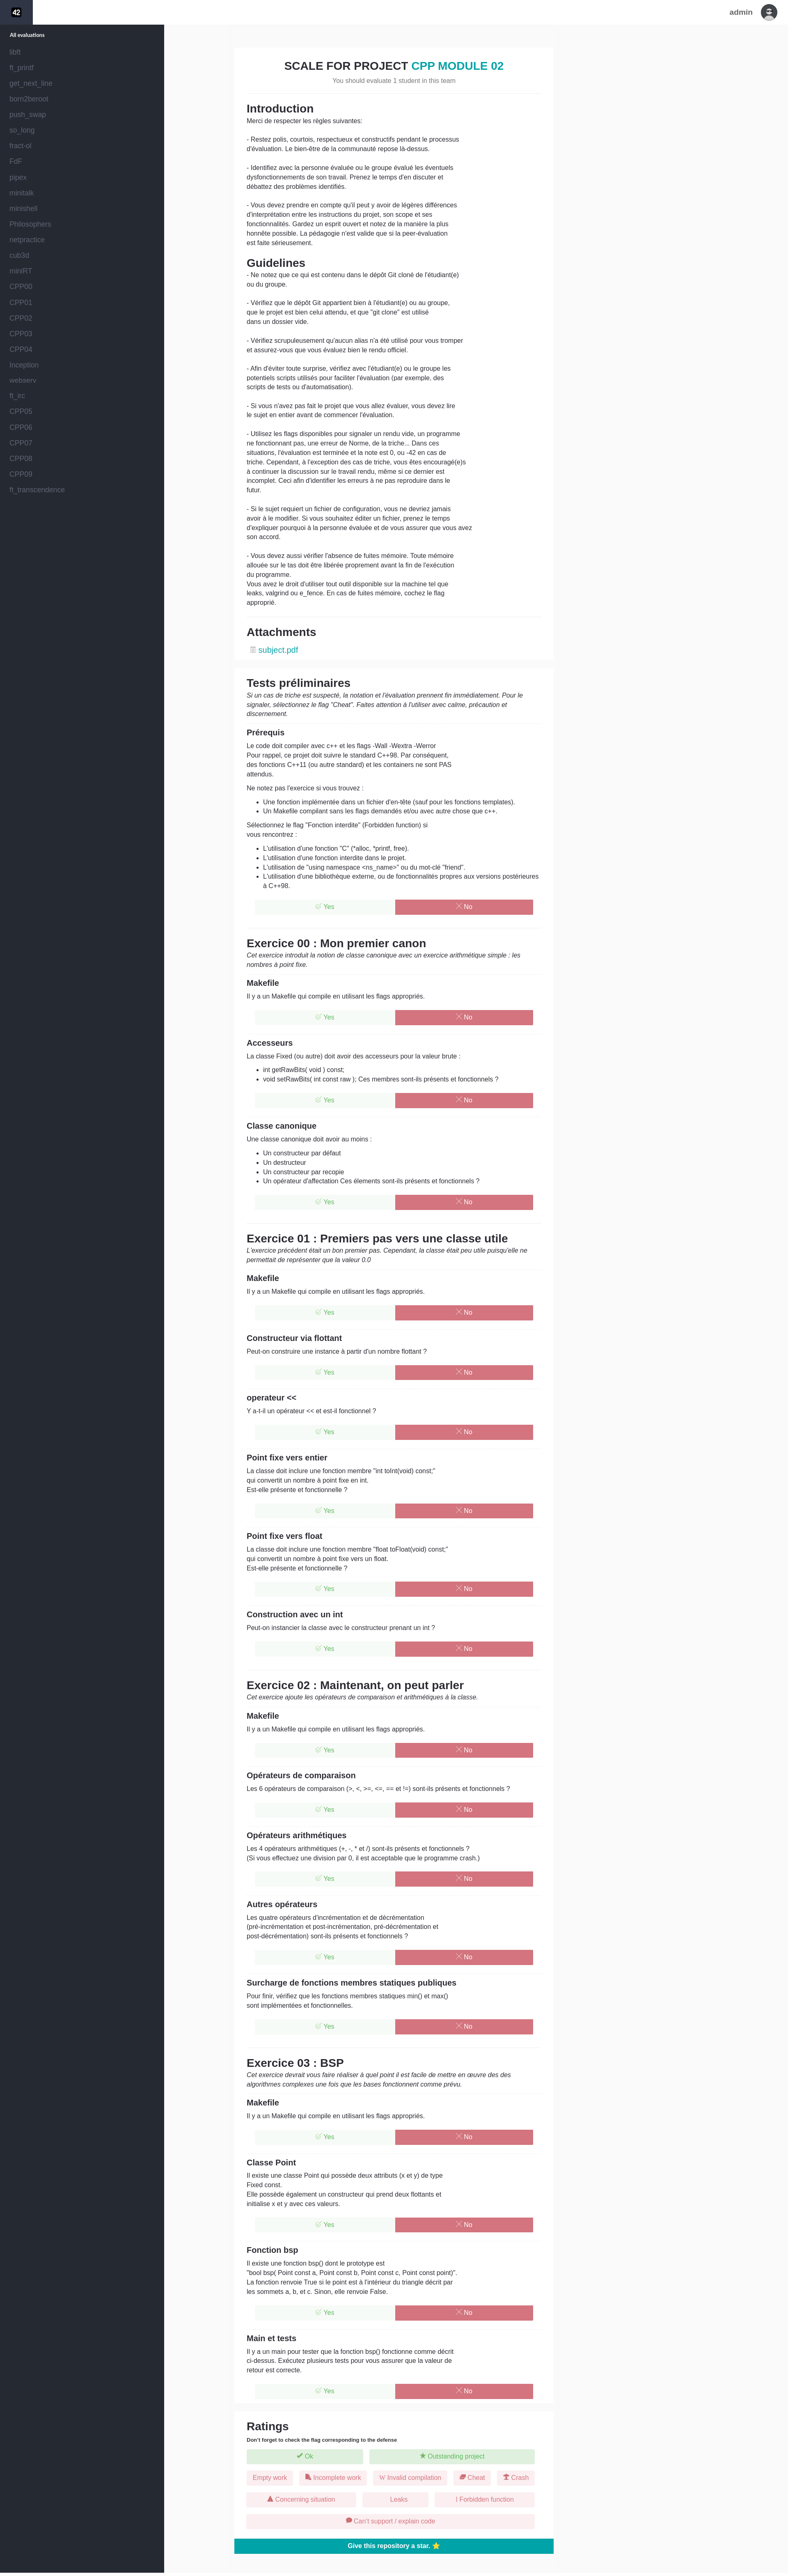 42
admin
All evaluations
libft
ft_printf
get_next_line
born2beroot
push_swap
so_long
fract-ol
FdF
pipex
minitalk
minishell
Philosophers
netpractice
cub3d
miniRT
CPP00
CPP01
CPP02
CPP03
CPP04
Inception
webserv
ft_irc
CPP05
CPP06
CPP07
CPP08
CPP09
ft_transcendence
SCALE FOR PROJECT CPP MODULE 02
You should evaluate 1 student in this team
Introduction
Merci de respecter les règles suivantes:
- Restez polis, courtois, respectueux et constructifs pendant le processus
d'évaluation. Le bien-être de la communauté repose là-dessus.
- Identifiez avec la personne évaluée ou le groupe évalué les éventuels
dysfonctionnements de son travail. Prenez le temps d'en discuter et
débattez des problèmes identifiés.
- Vous devez prendre en compte qu'il peut y avoir de légères différences
d'interprétation entre les instructions du projet, son scope et ses
fonctionnalités. Gardez un esprit ouvert et notez de la manière la plus
honnête possible. La pédagogie n'est valide que si la peer-évaluation
est faite sérieusement.
Guidelines
- Ne notez que ce qui est contenu dans le dépôt Git cloné de l'étudiant(e)
ou du groupe.
- Vérifiez que le dépôt Git appartient bien à l'étudiant(e) ou au groupe,
que le projet est bien celui attendu, et que "git clone" est utilisé
dans un dossier vide.
- Vérifiez scrupuleusement qu'aucun alias n'a été utilisé pour vous tromper
et assurez-vous que vous évaluez bien le rendu officiel.
- Afin d'éviter toute surprise, vérifiez avec l'étudiant(e) ou le groupe les
potentiels scripts utilisés pour faciliter l'évaluation (par exemple, des
scripts de tests ou d'automatisation).
- Si vous n'avez pas fait le projet que vous allez évaluer, vous devez lire
le sujet en entier avant de commencer l'évaluation.
- Utilisez les flags disponibles pour signaler un rendu vide, un programme
ne fonctionnant pas, une erreur de Norme, de la triche... Dans ces
situations, l'évaluation est terminée et la note est 0, ou -42 en cas de
triche. Cependant, à l'exception des cas de triche, vous êtes encouragé(e)s
à continuer la discussion sur le travail rendu, même si ce dernier est
incomplet. Ceci afin d'identifier les erreurs à ne pas reproduire dans le
futur.
- Si le sujet requiert un fichier de configuration, vous ne devriez jamais
avoir à le modifier. Si vous souhaitez éditer un fichier, prenez le temps
d'expliquer pourquoi à la personne évaluée et de vous assurer que vous avez
son accord.
- Vous devez aussi vérifier l'absence de fuites mémoire. Toute mémoire
allouée sur le tas doit être libérée proprement avant la fin de l'exécution
du programme.
Vous avez le droit d'utiliser tout outil disponible sur la machine tel que
leaks, valgrind ou e_fence. En cas de fuites mémoire, cochez le flag
approprié.
Attachments
subject.pdf
Tests préliminaires
Si un cas de triche est suspecté, la notation et l'évaluation prennent fin immédiatement. Pour le
signaler, sélectionnez le flag "Cheat". Faites attention à l'utiliser avec calme, précaution et
discernement.
Prérequis
Le code doit compiler avec c++ et les flags -Wall -Wextra -Werror
Pour rappel, ce projet doit suivre le standard C++98. Par conséquent,
des fonctions C++11 (ou autre standard) et les containers ne sont PAS
attendus.
Ne notez pas l'exercice si vous trouvez :
• Une fonction implémentée dans un fichier d'en-tête (sauf pour les fonctions templates).
• Un Makefile compilant sans les flags demandés et/ou avec autre chose que c++.
Sélectionnez le flag "Fonction interdite" (Forbidden function) si
vous rencontrez :
• L'utilisation d'une fonction "C" (*alloc, *printf, free).
• L'utilisation d'une fonction interdite dans le projet.
• L'utilisation de "using namespace <ns_name>" ou du mot-clé "friend".
• L'utilisation d'une bibliothèque externe, ou de fonctionnalités propres aux versions postérieures
à C++98.
Yes No
Exercice 00 : Mon premier canon
Cet exercice introduit la notion de classe canonique avec un exercice arithmétique simple : les
nombres à point fixe.
Makefile
Il y a un Makefile qui compile en utilisant les flags appropriés.
Yes No
Accesseurs
La classe Fixed (ou autre) doit avoir des accesseurs pour la valeur brute :
• int getRawBits( void ) const;
• void setRawBits( int const raw ); Ces membres sont-ils présents et fonctionnels ?
Yes No
Classe canonique
Une classe canonique doit avoir au moins :
• Un constructeur par défaut
• Un destructeur
• Un constructeur par recopie
• Un opérateur d'affectation Ces élements sont-ils présents et fonctionnels ?
Yes No
Exercice 01 : Premiers pas vers une classe utile
L'exercice précédent était un bon premier pas. Cependant, la classe était peu utile puisqu'elle ne
permettait de représenter que la valeur 0.0
Makefile
Il y a un Makefile qui compile en utilisant les flags appropriés.
Yes No
Constructeur via flottant
Peut-on construire une instance à partir d'un nombre flottant ?
Yes No
operateur <<
Y a-t-il un opérateur << et est-il fonctionnel ?
Yes No
Point fixe vers entier
La classe doit inclure une fonction membre "int toInt(void) const;"
qui convertit un nombre à point fixe en int.
Est-elle présente et fonctionnelle ?
Yes No
Point fixe vers float
La classe doit inclure une fonction membre "float toFloat(void) const;"
qui convertit un nombre à point fixe vers un float.
Est-elle présente et fonctionnelle ?
Yes No
Construction avec un int
Peut-on instancier la classe avec le constructeur prenant un int ?
Yes No
Exercice 02 : Maintenant, on peut parler
Cet exercice ajoute les opérateurs de comparaison et arithmétiques à la classe.
Makefile
Il y a un Makefile qui compile en utilisant les flags appropriés.
Yes No
Opérateurs de comparaison
Les 6 opérateurs de comparaison (>, <, >=, <=, == et !=) sont-ils présents et fonctionnels ?
Yes No
Opérateurs arithmétiques
Les 4 opérateurs arithmétiques (+, -, * et /) sont-ils présents et fonctionnels ?
(Si vous effectuez une division par 0, il est acceptable que le programme crash.)
Yes No
Autres opérateurs
Les quatre opérateurs d'incrémentation et de décrémentation
(pré-incrémentation et post-incrémentation, pré-décrémentation et
post-décrémentation) sont-ils présents et fonctionnels ?
Yes No
Surcharge de fonctions membres statiques publiques
Pour finir, vérifiez que les fonctions membres statiques min() et max()
sont implémentées et fonctionnelles.
Yes No
Exercice 03 : BSP
Cet exercice devrait vous faire réaliser à quel point il est facile de mettre en œuvre des des
algorithmes complexes une fois que les bases fonctionnent comme prévu.
Makefile
Il y a un Makefile qui compile en utilisant les flags appropriés.
Yes No
Classe Point
Il existe une classe Point qui possède deux attributs (x et y) de type
Fixed const.
Elle possède également un constructeur qui prend deux flottants et
initialise x et y avec ces valeurs.
Yes No
Fonction bsp
Il existe une fonction bsp() dont le prototype est
"bool bsp( Point const a, Point const b, Point const c, Point const point)".
La fonction renvoie True si le point est à l'intérieur du triangle décrit par
les sommets a, b, et c. Sinon, elle renvoie False.
Yes No
Main et tests
Il y a un main pour tester que la fonction bsp() fonctionne comme décrit
ci-dessus. Exécutez plusieurs tests pour vous assurer que la valeur de
retour est correcte.
Yes No
Ratings
Don't forget to check the flag corresponding to the defense
Ok Outstanding project
Empty work Incomplete work Invalid compilation Cheat Crash
Concerning situation Leaks Forbidden function
Can't support / explain code
Give this repository a star. ⭐